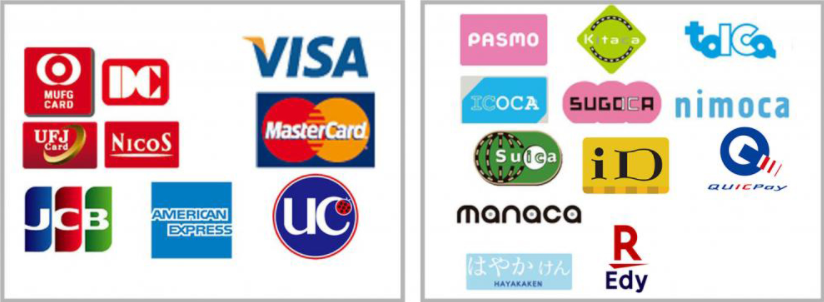 MUFG
CARD
DC
VISA
UFJ
Card
NICOS
MasterCard
JCB
AMERICAN
EXPRESS
UC
PASMO
Kitaca
toICa
ICOCA
SUGOCA
nimoca
Suica
iD
QUICPay
manaca
はやかけん
HAYAKAKEN
R
Edy